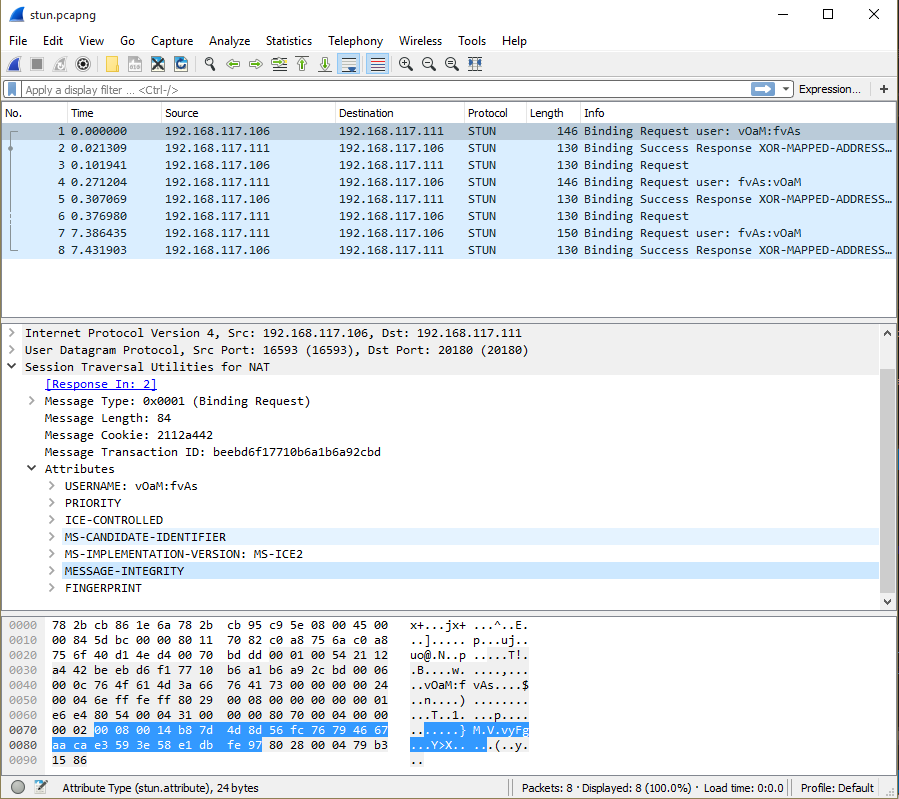 stun.pcapng
File Edit View Go Capture Analyze Statistics Telephony Wireless Tools Help
Apply a display filter ... <Ctrl-/> Expression... +
No. Time Source Destination Protocol Length Info
1 0.000000 192.168.117.106 192.168.117.111 STUN 146 Binding Request user: vOaM:fvAs
2 0.021309 192.168.117.111 192.168.117.106 STUN 130 Binding Success Response XOR-MAPPED-ADDRESS…
3 0.101941 192.168.117.106 192.168.117.111 STUN 130 Binding Request
4 0.271204 192.168.117.111 192.168.117.106 STUN 146 Binding Request user: fvAs:vOaM
5 0.307069 192.168.117.106 192.168.117.111 STUN 130 Binding Success Response XOR-MAPPED-ADDRESS…
6 0.376980 192.168.117.111 192.168.117.106 STUN 130 Binding Request
7 7.386435 192.168.117.111 192.168.117.106 STUN 150 Binding Request user: fvAs:vOaM
8 7.431903 192.168.117.106 192.168.117.111 STUN 130 Binding Success Response XOR-MAPPED-ADDRESS…
Internet Protocol Version 4, Src: 192.168.117.106, Dst: 192.168.117.111
User Datagram Protocol, Src Port: 16593 (16593), Dst Port: 20180 (20180)
Session Traversal Utilities for NAT
[Response In: 2]
Message Type: 0x0001 (Binding Request)
Message Length: 84
Message Cookie: 2112a442
Message Transaction ID: beebd6f17710b6a1b6a92cbd
Attributes
USERNAME: vOaM:fvAs
PRIORITY
ICE-CONTROLLED
MS-CANDIDATE-IDENTIFIER
MS-IMPLEMENTATION-VERSION: MS-ICE2
MESSAGE-INTEGRITY
FINGERPRINT
0000 78 2b cb 86 1e 6a 78 2b cb 95 c9 5e 08 00 45 00 x+...jx+ ...^..E.
0010 00 84 5d bc 00 00 80 11 70 82 c0 a8 75 6a c0 a8 ..]..... p...uj..
0020 75 6f 40 d1 4e d4 00 70 bd dd 00 01 00 54 21 12 uo@.N..p .....T!.
0030 a4 42 be eb d6 f1 77 10 b6 a1 b6 a9 2c bd 00 06 .B....w. ....,...
0040 00 0c 76 4f 61 4d 3a 66 76 41 73 00 00 00 00 24 ..vOaM:f vAs....$
0050 00 04 6e ff fe ff 80 29 00 08 00 00 00 00 00 01 ..n....) ........
0060 e6 e4 80 54 00 04 31 00 00 00 80 70 00 04 00 00 ...T..1. ...p....
0070 00 02 00 08 00 14 b8 7d 4d 8d 56 fc 76 79 46 67 .......} M.V.vyFg
0080 aa ca e3 59 3e 58 e1 db fe 97 80 28 00 04 79 b3 ...Y>X.. ...(..y.
0090 15 86 ..
Attribute Type (stun.attribute), 24 bytes Packets: 8 · Displayed: 8 (100.0%) · Load time: 0:0.0 Profile: Default